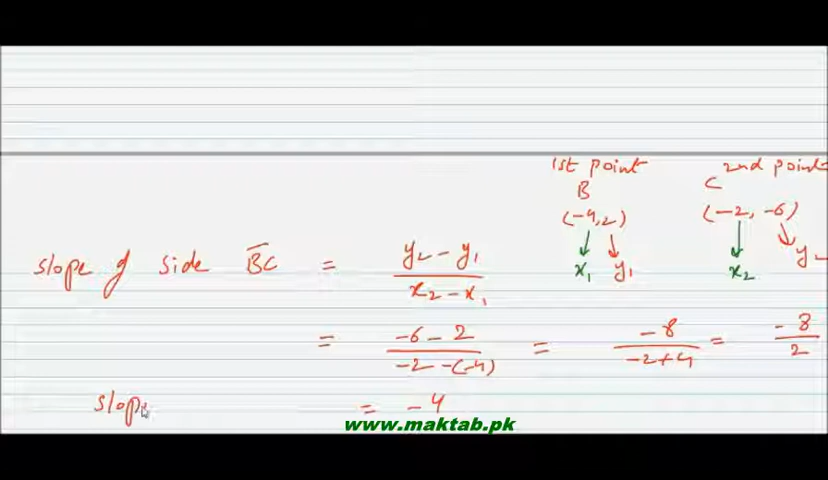 1st point 2nd point
B C
(-4,2) (-2, -6)
x₁ y₁ x₂ y₂
slope of side B̅C̅ = y₂ - y₁ / x₂ - x₁
= -6 - 2 / -2 -(-4) = -8 / -2+4 = -8 / 2
slope = -4
www.maktab.pk